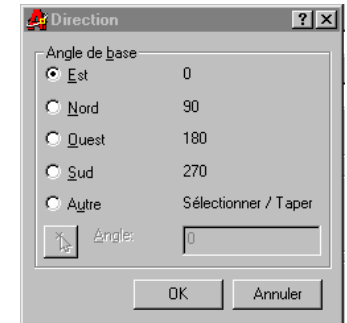 Direction
Angle de base
Est 0
Nord 90
Ouest 180
Sud 270
Autre Sélectionner / Taper
Angle: 0
OK Annuler